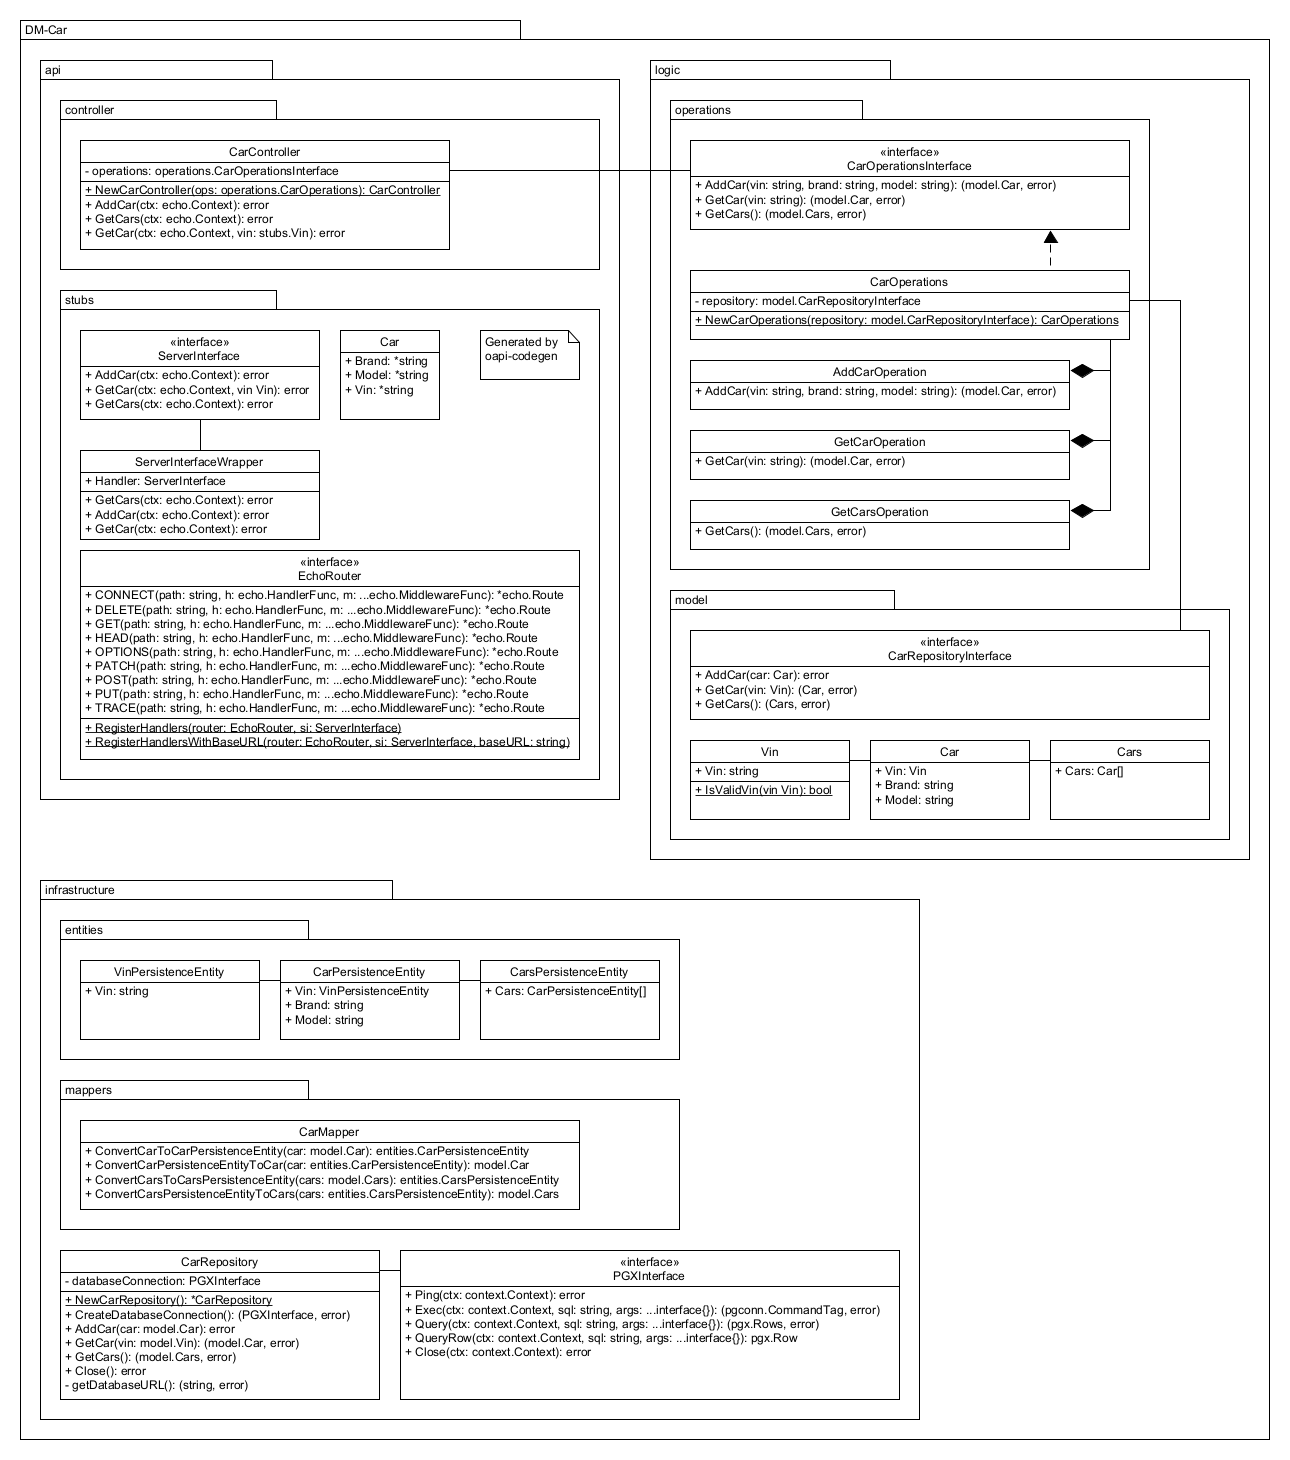 DM-Car
api
controller
CarController
- operations: operations.CarOperationsInterface
+ NewCarController(ops: operations.CarOperations): CarController
+ AddCar(ctx: echo.Context): error
+ GetCars(ctx: echo.Context): error
+ GetCar(ctx: echo.Context, vin: stubs.Vin): error
stubs
«interface»
ServerInterface
+ AddCar(ctx: echo.Context): error
+ GetCar(ctx: echo.Context, vin Vin): error
+ GetCars(ctx: echo.Context): error
Car
+ Brand: *string
+ Model: *string
+ Vin: *string
Generated by
oapi-codegen
ServerInterfaceWrapper
+ Handler: ServerInterface
+ GetCars(ctx: echo.Context): error
+ AddCar(ctx: echo.Context): error
+ GetCar(ctx: echo.Context): error
«interface»
EchoRouter
+ CONNECT(path: string, h: echo.HandlerFunc, m: ...echo.MiddlewareFunc): *echo.Route
+ DELETE(path: string, h: echo.HandlerFunc, m: ...echo.MiddlewareFunc): *echo.Route
+ GET(path: string, h: echo.HandlerFunc, m: ...echo.MiddlewareFunc): *echo.Route
+ HEAD(path: string, h: echo.HandlerFunc, m: ...echo.MiddlewareFunc): *echo.Route
+ OPTIONS(path: string, h: echo.HandlerFunc, m: ...echo.MiddlewareFunc): *echo.Route
+ PATCH(path: string, h: echo.HandlerFunc, m: ...echo.MiddlewareFunc): *echo.Route
+ POST(path: string, h: echo.HandlerFunc, m: ...echo.MiddlewareFunc): *echo.Route
+ PUT(path: string, h: echo.HandlerFunc, m: ...echo.MiddlewareFunc): *echo.Route
+ TRACE(path: string, h: echo.HandlerFunc, m: ...echo.MiddlewareFunc): *echo.Route
+ RegisterHandlers(router: EchoRouter, si: ServerInterface)
+ RegisterHandlersWithBaseURL(router: EchoRouter, si: ServerInterface, baseURL: string)
logic
operations
«interface»
CarOperationsInterface
+ AddCar(vin: string, brand: string, model: string): (model.Car, error)
+ GetCar(vin: string): (model.Car, error)
+ GetCars(): (model.Cars, error)
CarOperations
- repository: model.CarRepositoryInterface
+ NewCarOperations(repository: model.CarRepositoryInterface): CarOperations
AddCarOperation
+ AddCar(vin: string, brand: string, model: string): (model.Car, error)
GetCarOperation
+ GetCar(vin: string): (model.Car, error)
GetCarsOperation
+ GetCars(): (model.Cars, error)
model
«interface»
CarRepositoryInterface
+ AddCar(car: Car): error
+ GetCar(vin: Vin): (Car, error)
+ GetCars(): (Cars, error)
Vin
+ Vin: string
+ IsValidVin(vin Vin): bool
Car
+ Vin: Vin
+ Brand: string
+ Model: string
Cars
+ Cars: Car[]
infrastructure
entities
VinPersistenceEntity
+ Vin: string
CarPersistenceEntity
+ Vin: VinPersistenceEntity
+ Brand: string
+ Model: string
CarsPersistenceEntity
+ Cars: CarPersistenceEntity[]
mappers
CarMapper
+ ConvertCarToCarPersistenceEntity(car: model.Car): entities.CarPersistenceEntity
+ ConvertCarPersistenceEntityToCar(car: entities.CarPersistenceEntity): model.Car
+ ConvertCarsToCarsPersistenceEntity(cars: model.Cars): entities.CarsPersistenceEntity
+ ConvertCarsPersistenceEntityToCars(cars: entities.CarsPersistenceEntity): model.Cars
CarRepository
- databaseConnection: PGXInterface
+ NewCarRepository(): *CarRepository
+ CreateDatabaseConnection(): (PGXInterface, error)
+ AddCar(car: model.Car): error
+ GetCar(vin: model.Vin): (model.Car, error)
+ GetCars(): (model.Cars, error)
+ Close(): error
- getDatabaseURL(): (string, error)
«interface»
PGXInterface
+ Ping(ctx: context.Context): error
+ Exec(ctx: context.Context, sql: string, args: ...interface{}): (pgconn.CommandTag, error)
+ Query(ctx: context.Context, sql: string, args: ...interface{}): (pgx.Rows, error)
+ QueryRow(ctx: context.Context, sql: string, args: ...interface{}): pgx.Row
+ Close(ctx: context.Context): error